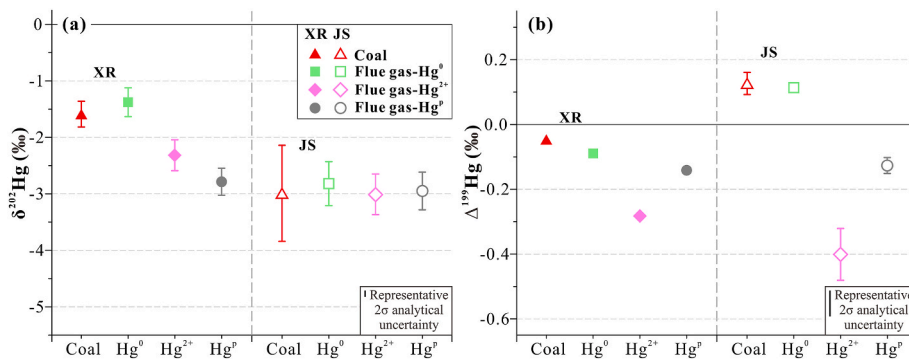 (a)
XR JS
Coal
Flue gas-Hg⁰
Flue gas-Hg²⁺
Flue gas-Hgᵖ
XR
JS
δ²⁰²Hg (‰)
0
-1
-2
-3
-4
-5
Representative
2σ analytical
uncertainty
Coal Hg⁰ Hg²⁺ Hgᵖ Coal Hg⁰ Hg²⁺ Hgᵖ
(b)
JS
XR
Δ¹⁹⁹Hg (‰)
0.2
0.0
-0.2
-0.4
-0.6
Representative
2σ analytical
uncertainty
Coal Hg⁰ Hg²⁺ Hgᵖ Coal Hg⁰ Hg²⁺ Hgᵖ